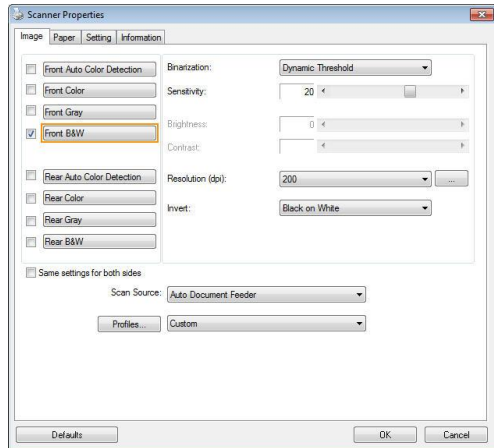 Scanner Properties
Image Paper Setting Information
Front Auto Color Detection
Front Color
Front Gray
Front B&W
Rear Auto Color Detection
Rear Color
Rear Gray
Rear B&W
Binarization: Dynamic Threshold
Sensitivity: 20
Brightness: 0
Contrast:
Resolution (dpi): 200 ...
Invert: Black on White
Same settings for both sides
Scan Source: Auto Document Feeder
Profiles... Custom
Defaults OK Cancel